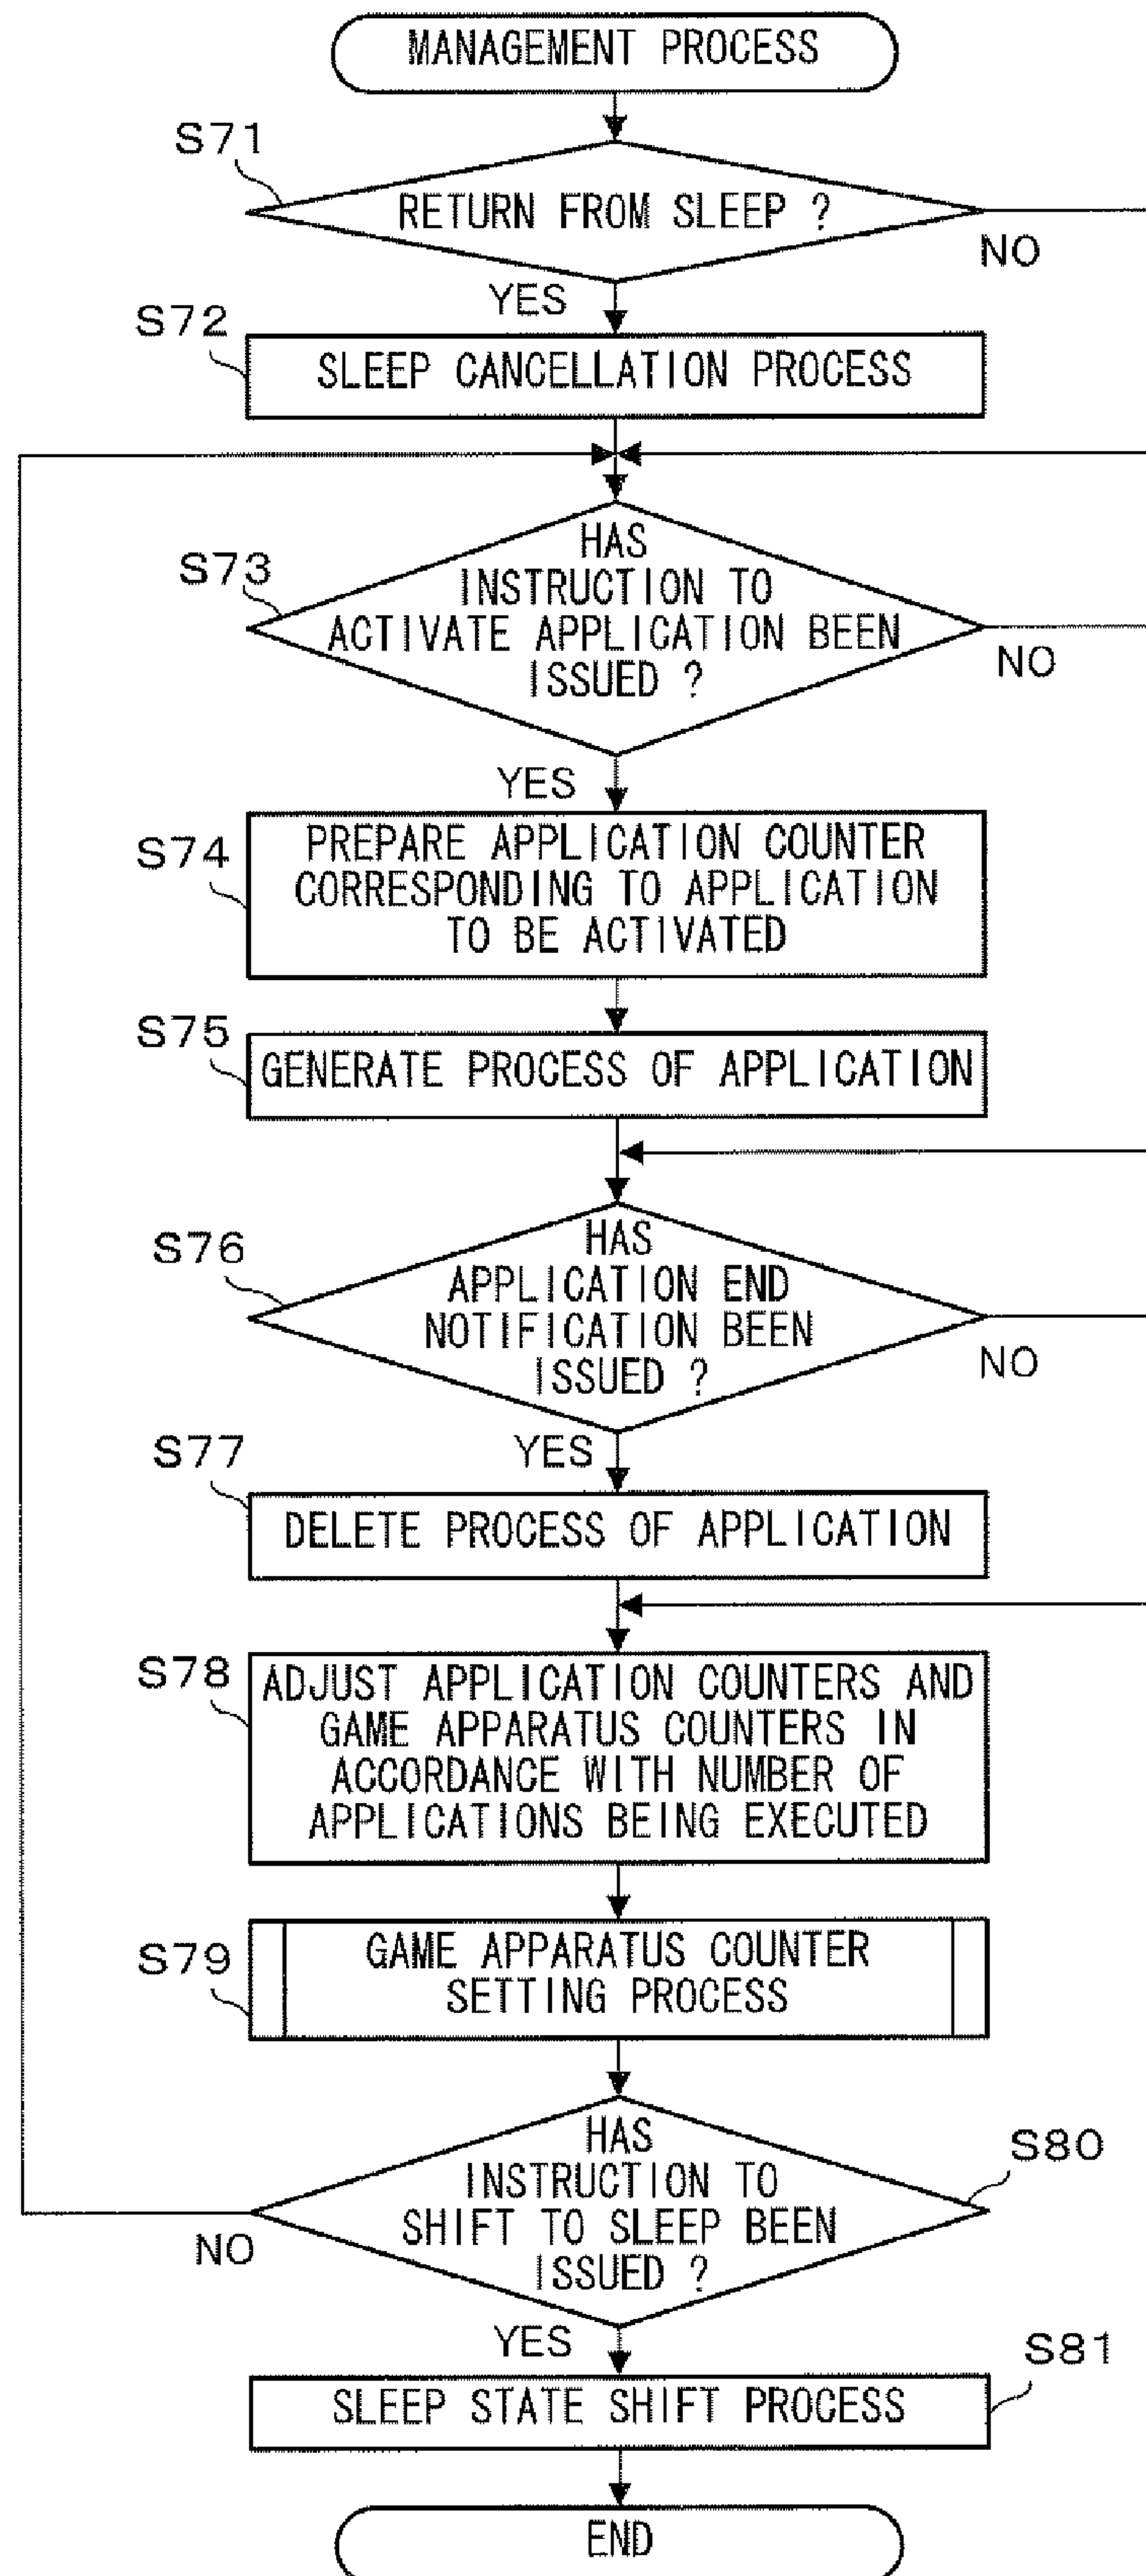 MANAGEMENT PROCESS
S71
RETURN FROM SLEEP ?
NO
YES
S72
SLEEP CANCELLATION PROCESS
S73
HAS
INSTRUCTION TO
ACTIVATE APPLICATION BEEN
ISSUED ?
NO
YES
S74
PREPARE APPLICATION COUNTER
CORRESPONDING TO APPLICATION
TO BE ACTIVATED
S75
GENERATE PROCESS OF APPLICATION
S76
HAS
APPLICATION END
NOTIFICATION BEEN
ISSUED ?
NO
YES
S77
DELETE PROCESS OF APPLICATION
S78
ADJUST APPLICATION COUNTERS AND
GAME APPARATUS COUNTERS IN
ACCORDANCE WITH NUMBER OF
APPLICATIONS BEING EXECUTED
S79
GAME APPARATUS COUNTER
SETTING PROCESS
S80
HAS
INSTRUCTION TO
SHIFT TO SLEEP BEEN
ISSUED ?
NO
YES
S81
SLEEP STATE SHIFT PROCESS
END